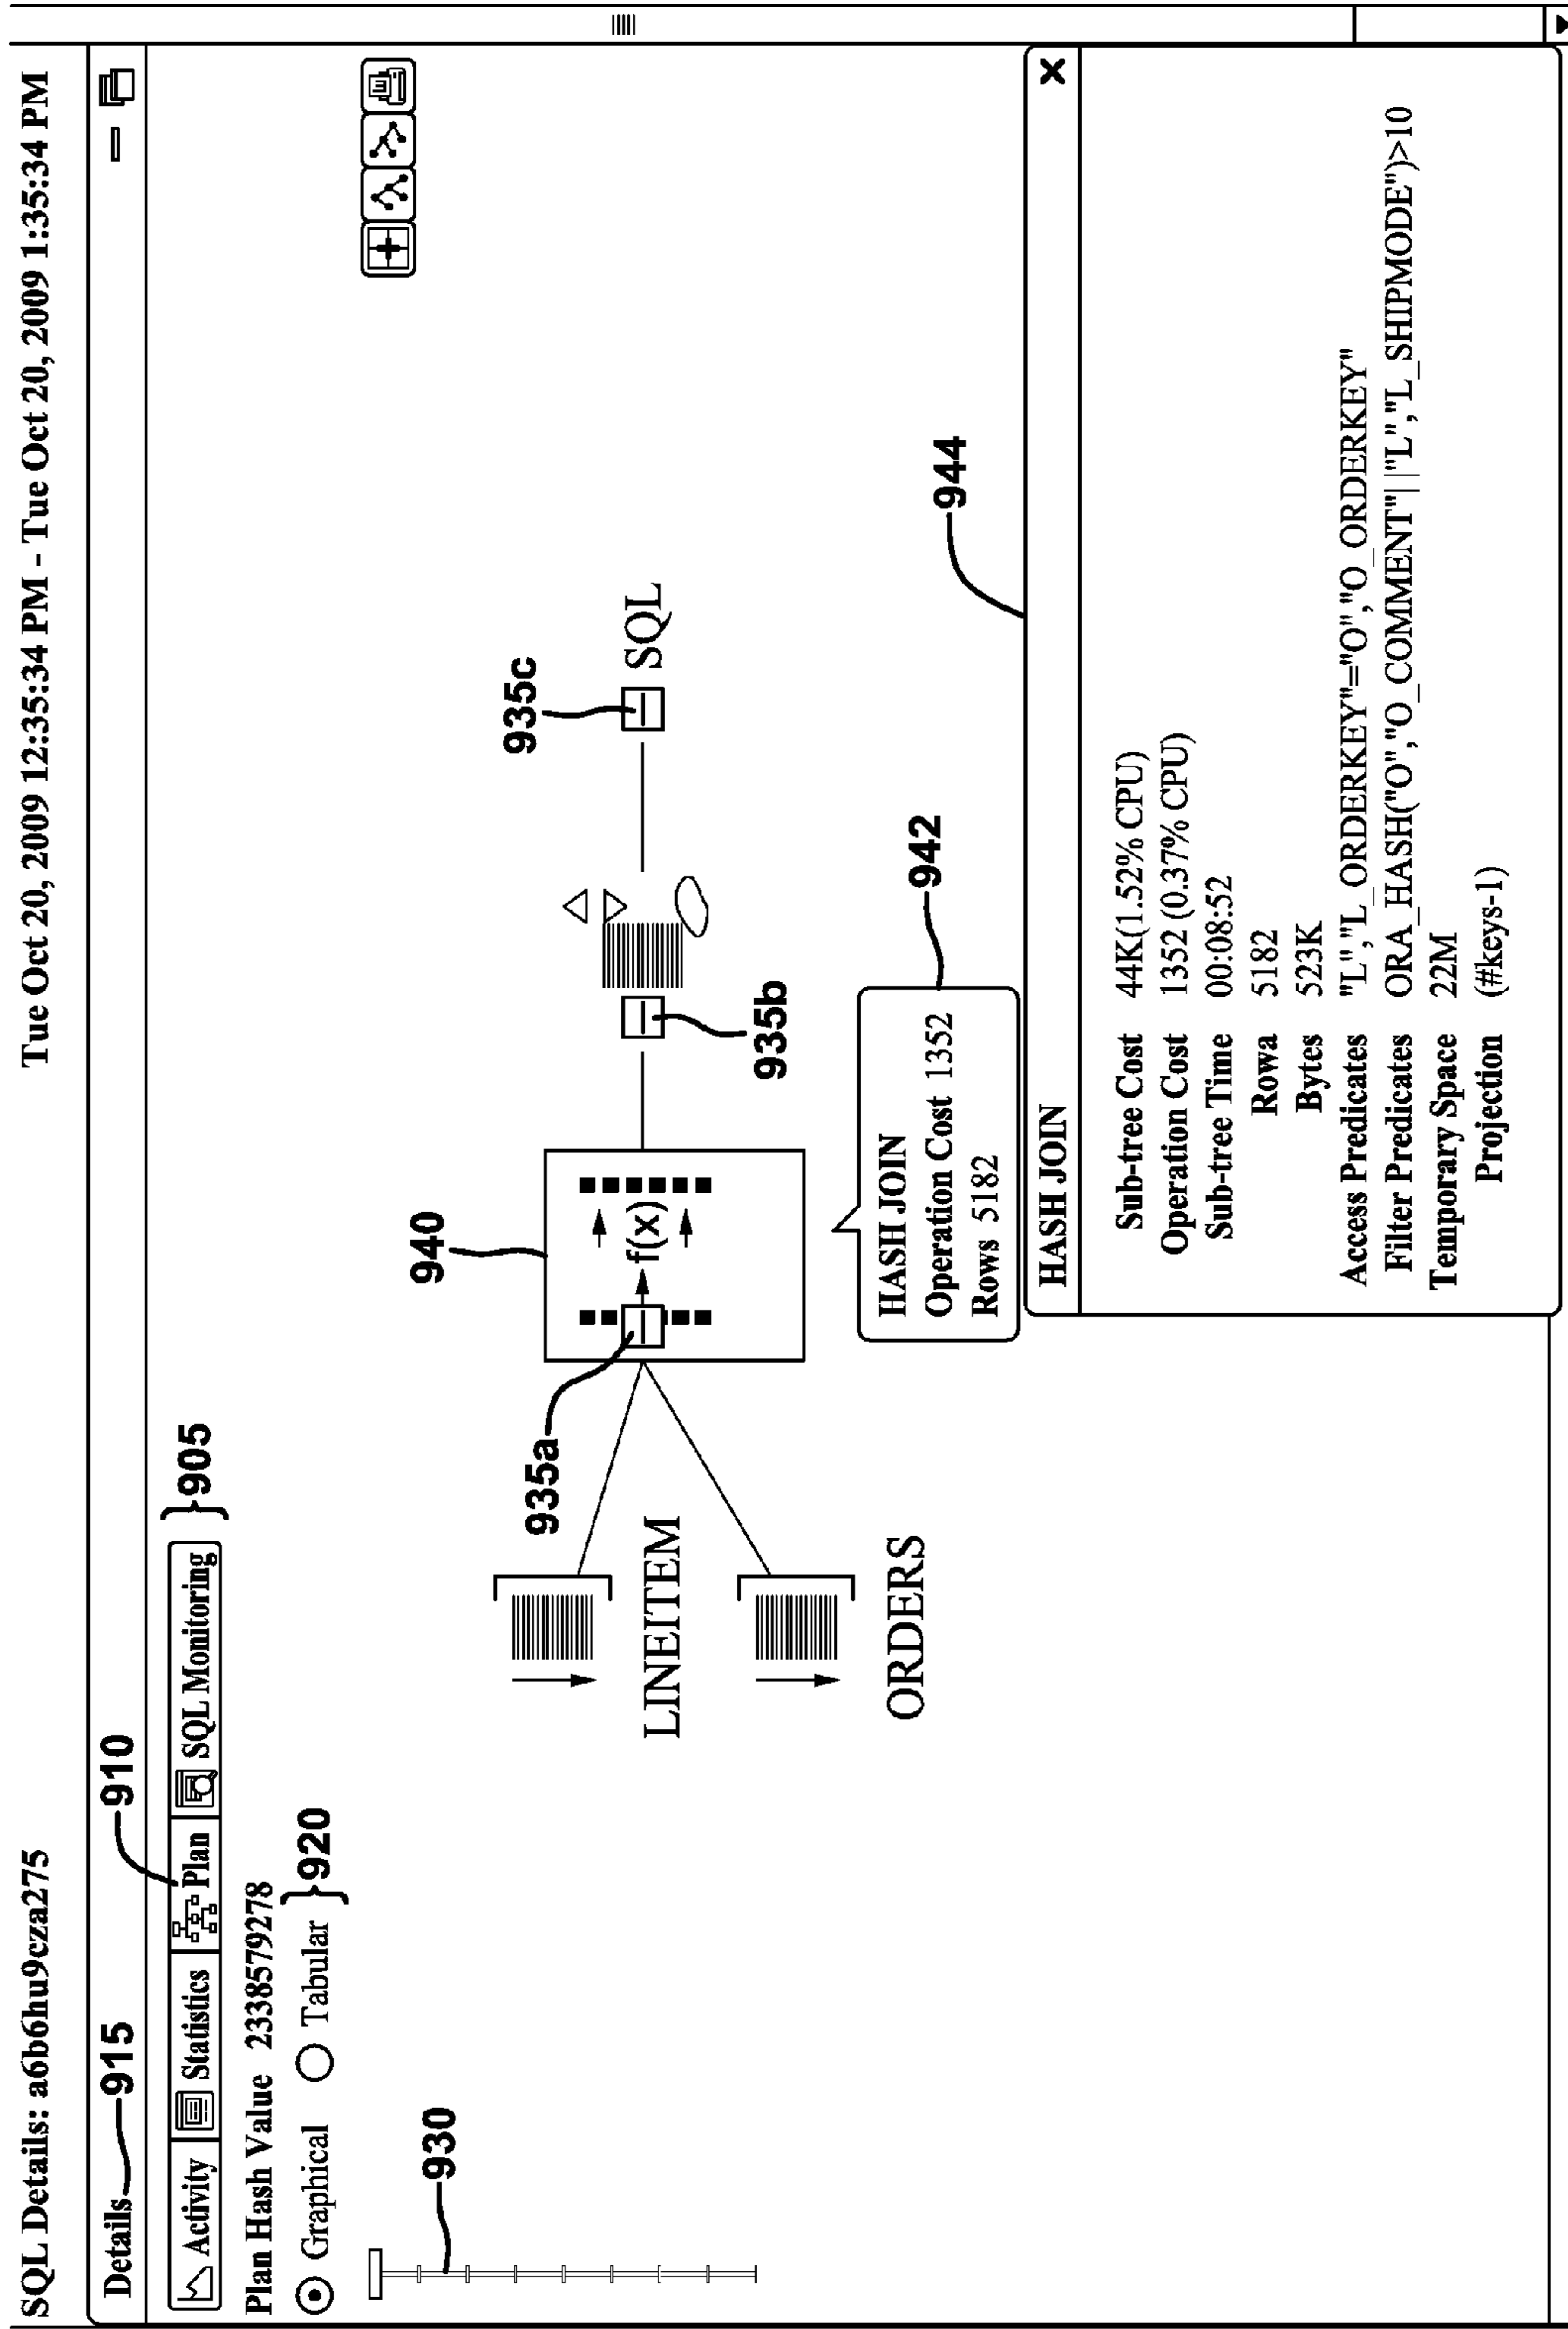 SQL Details: a6b6hu9cza275
Tue Oct 20, 2009 12:35:34 PM - Tue Oct 20, 2009 1:35:34 PM
Details
915
910
Activity
Statistics
Plan
SQL Monitoring
905
Plan Hash Value 2338579278
Graphical
Tabular
920
930
940
935a
935b
935c
f(x)
SQL
LINEITEM
ORDERS
942
HASH JOIN
Operation Cost 1352
Rows 5182
944
HASH JOIN
X
Sub-tree Cost 44K(1.52% CPU)
Operation Cost 1352 (0.37% CPU)
Sub-tree Time 00:08:52
Rowa 5182
Bytes 523K
Access Predicates "L","L_ORDERKEY"="O","O_ORDERKEY"
Filter Predicates ORA_HASH("O","O_COMMENT"||"L","L_SHIPMODE")>10
Temporary Space 22M
Projection (#keys-1)